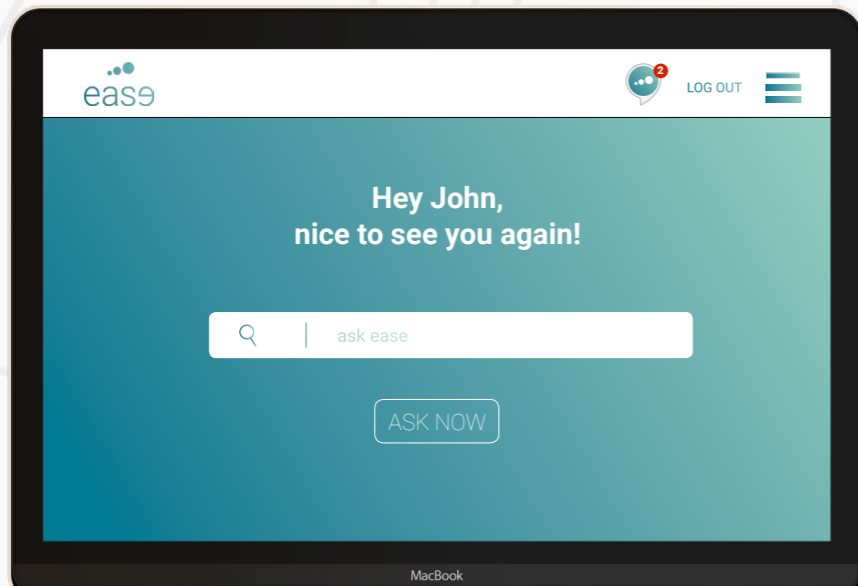 ease
2
LOG OUT
Hey John,
nice to see you again!
ask ease
ASK NOW
MacBook